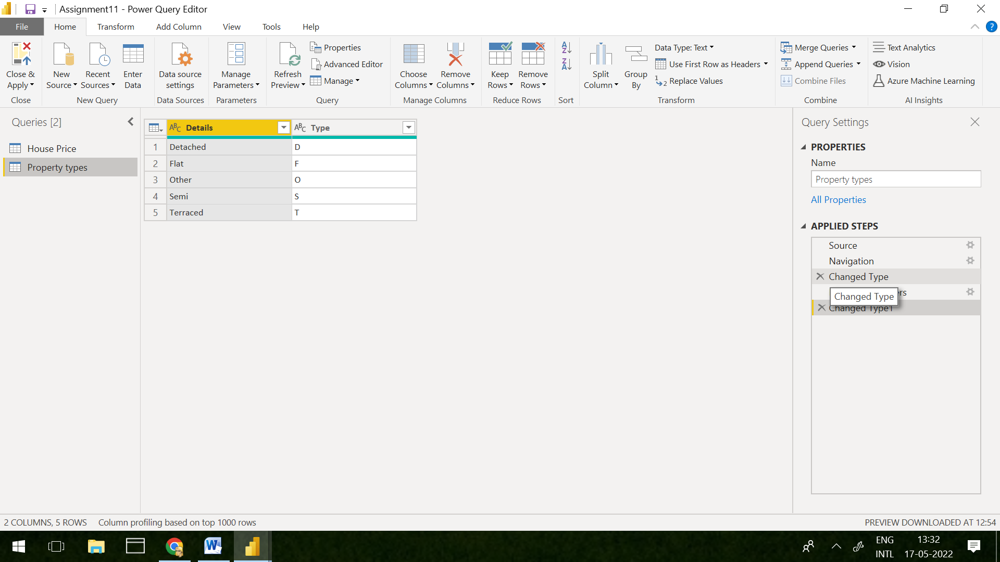 Assignment11 - Power Query Editor
File Home Transform Add Column View Tools Help
Close & Apply
New Source
Recent Sources
Enter Data
Data source settings
Manage Parameters
Refresh Preview
Properties
Advanced Editor
Manage
Choose Columns
Remove Columns
Keep Rows
Remove Rows
A Z
Z A
Split Column
Group By
Data Type: Text
Use First Row as Headers
1 2 Replace Values
Merge Queries
Append Queries
Combine Files
Text Analytics
Vision
Azure Machine Learning
Close New Query Data Sources Parameters Query Manage Columns Reduce Rows Sort Transform Combine AI Insights
Queries [2]
House Price
Property types
ABC Details ABC Type
1 Detached D
2 Flat F
3 Other O
4 Semi S
5 Terraced T
Query Settings
PROPERTIES
Name
Property types
All Properties
APPLIED STEPS
Source
Navigation
Changed Type
Changed Type
Changed Type1
2 COLUMNS, 5 ROWS Column profiling based on top 1000 rows
PREVIEW DOWNLOADED AT 12:54
W
ENG
INTL
13:32
17-05-2022